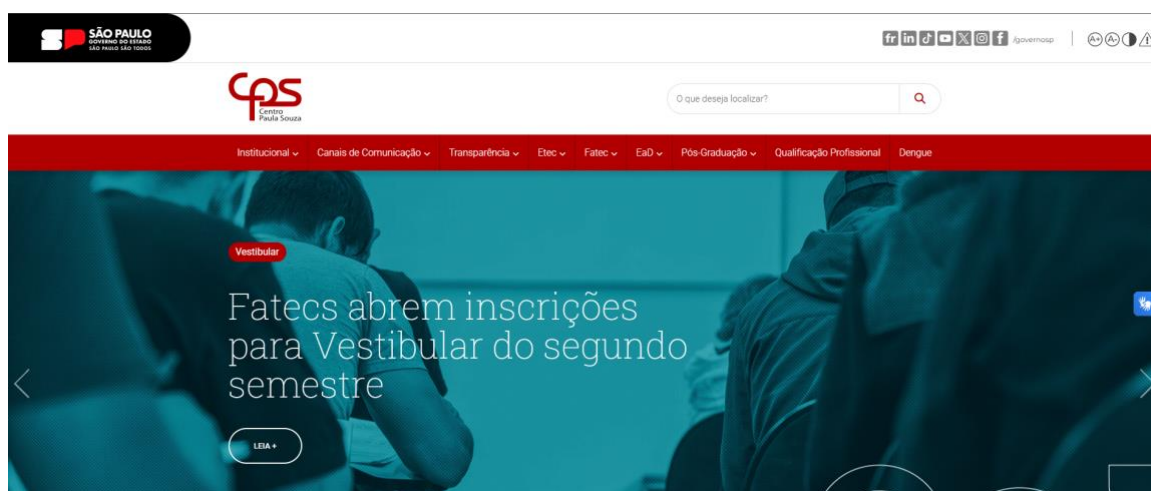 SÃO PAULO
GOVERNO DO ESTADO
SÃO PAULO SÃO TODOS
/governosp
A+ A-
cps
Centro
Paula Souza
O que deseja localizar?
Institucional Canais de Comunicação Transparência Etec Fatec EaD Pós-Graduação Qualificação Profissional Dengue
Vestibular
Fatecs abrem inscrições
para Vestibular do segundo
semestre
LEIA +